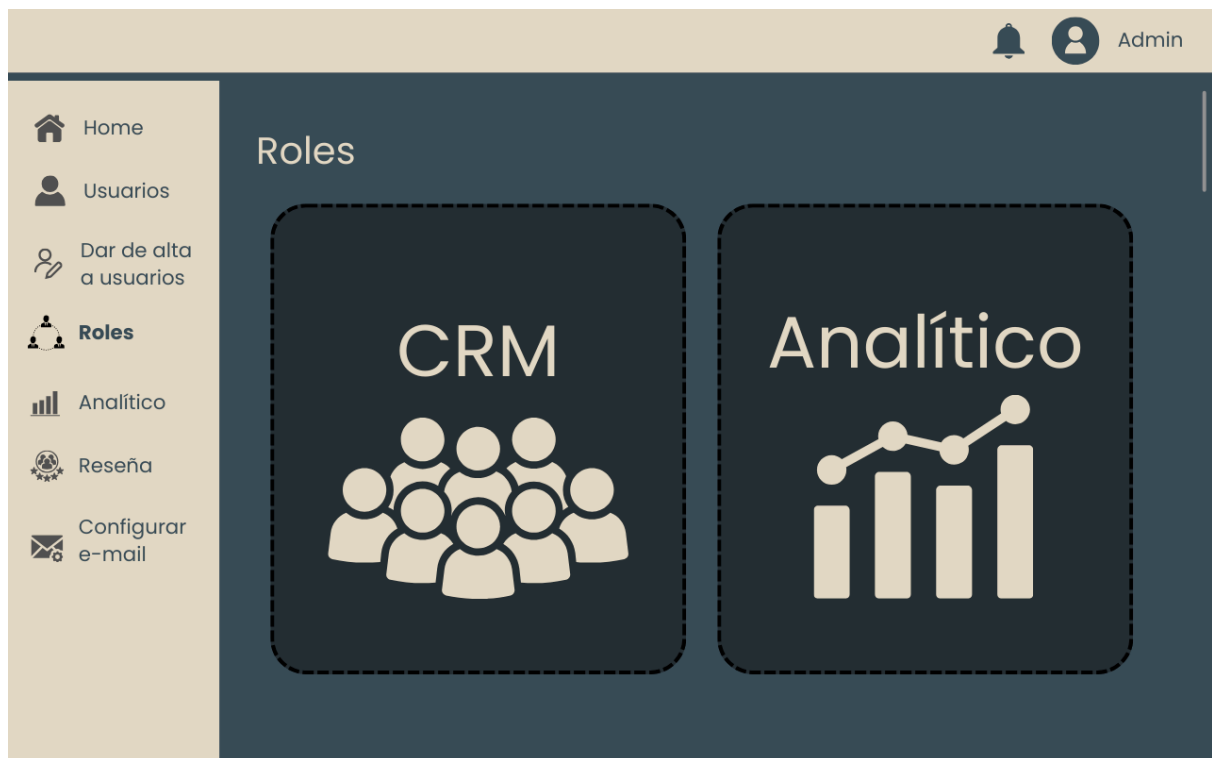 Admin
Home
Usuarios
Dar de alta
a usuarios
Roles
Analítico
Reseña
Configurar
e-mail
Roles
CRM
Analítico